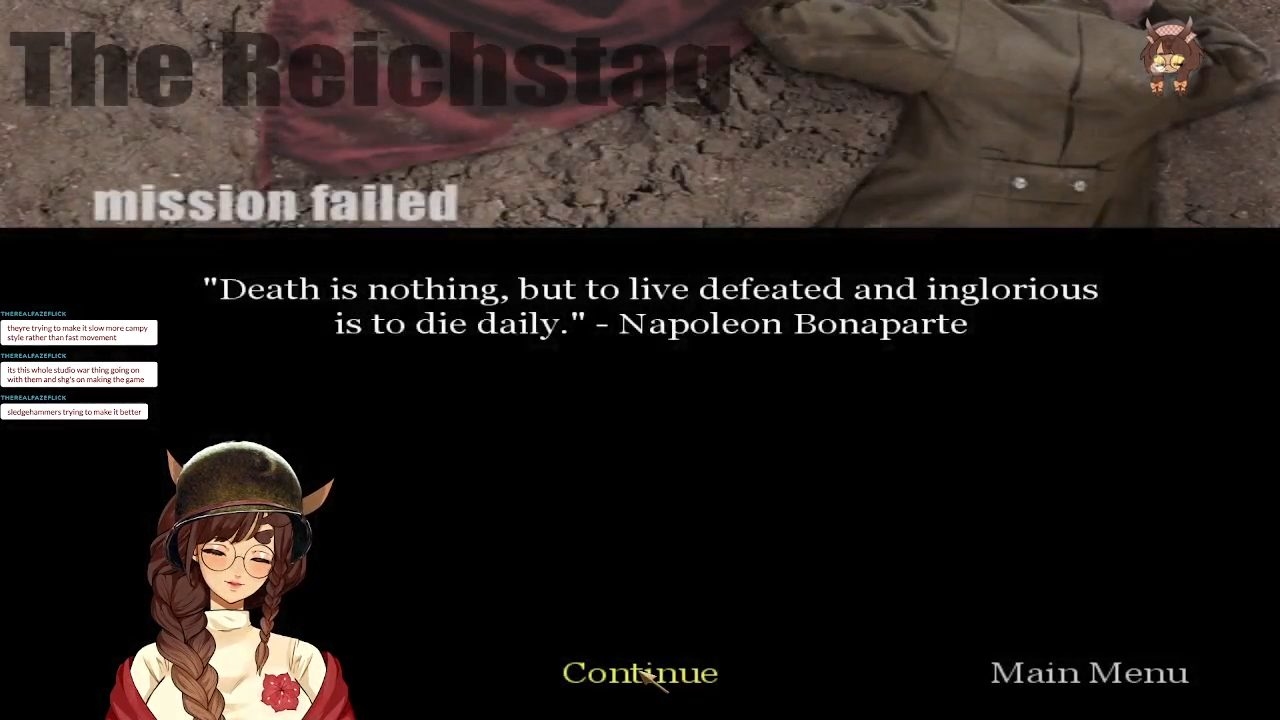 The Reichstag
mission failed
"Death is nothing, but to live defeated and inglorious
is to die daily." - Napoleon Bonaparte
THEREALFAZEFLICK
theyre trying to make it slow more campy
style rather than fast movement
THEREALFAZEFLICK
its this whole studio war thing going on
with them and shg's on making the game
THEREALFAZEFLICK
sledgehammers trying to make it better
Continue
Main Menu